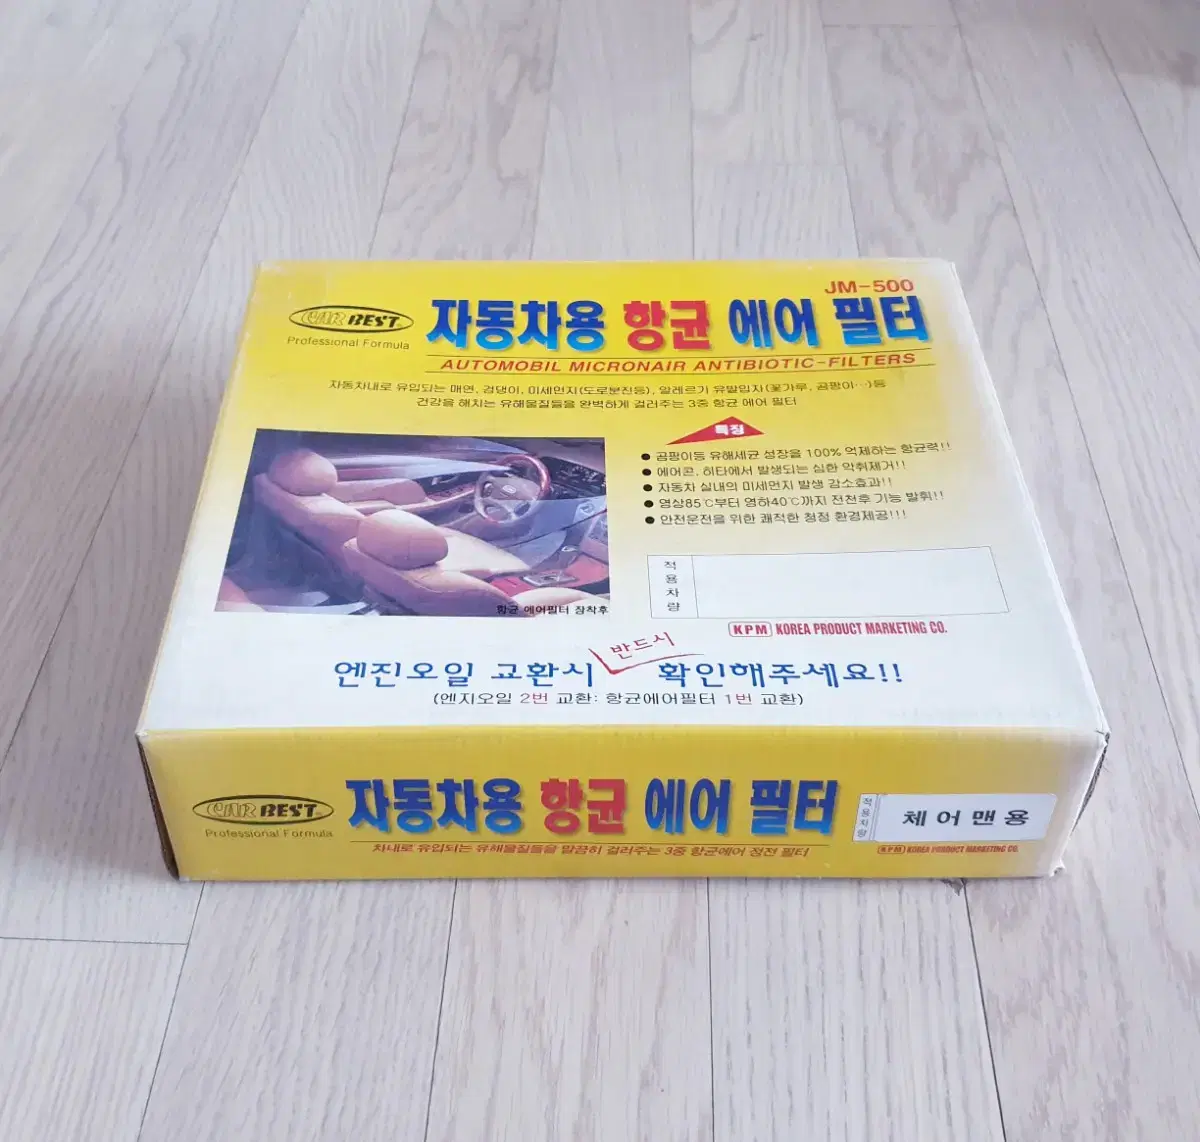 JM-500
CAR BEST
Professional Formula
자동차용 항균 에어 필터
AUTOMOBIL MICRONAIR ANTIBIOTIC-FILTERS
자동차내로 유입되는 매연, 검댕이, 미세먼지(도로분진등), 알레르기 유발입자(꽃가루, 곰팡이…)등
건강을 해치는 유해물질들을 완벽하게 걸러주는 3중 항균 에어 필터
특징
● 곰팡이등 유해세균 성장을 100% 억제하는 항균력!!
● 에어콘, 히타에서 발생되는 심한 악취제거!!
● 자동차 실내의 미세먼지 발생 감소효과!!
● 영상85℃부터 영하40℃까지 전천후 기능 발휘!!
● 안전운전을 위한 쾌적한 청정 환경제공!!!
항균 에어필터 장착후
적용차량
KPM KOREA PRODUCT MARKETING CO.
엔진오일 교환시 반드시 확인해주세요!!
(엔지오일 2번 교환: 항균에어필터 1번 교환)
CAR BEST
Professional Formula
자동차용 항균 에어 필터
차내로 유입되는 유해물질들을 말끔히 걸러주는 3중 항균에어 정전 필터
적용차량
체어맨용
KPM KOREA PRODUCT MARKETING CO.